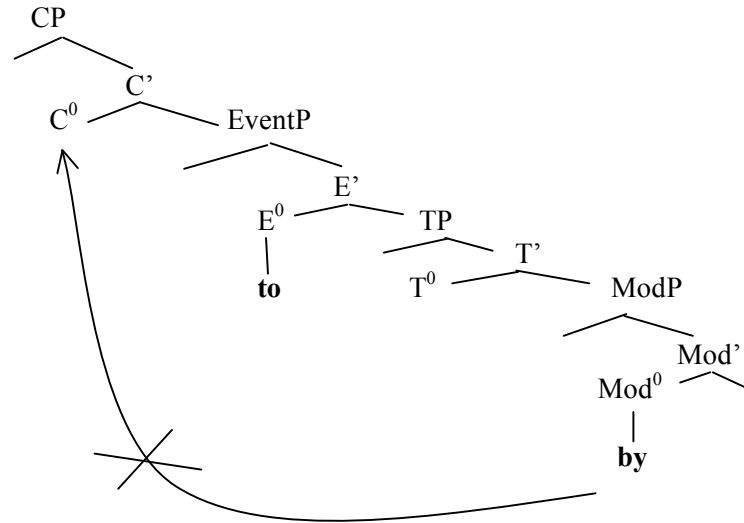 CP
C’
C⁰ EventP
E’
E⁰ TP
T’
to T⁰ ModP
Mod’
Mod⁰
by